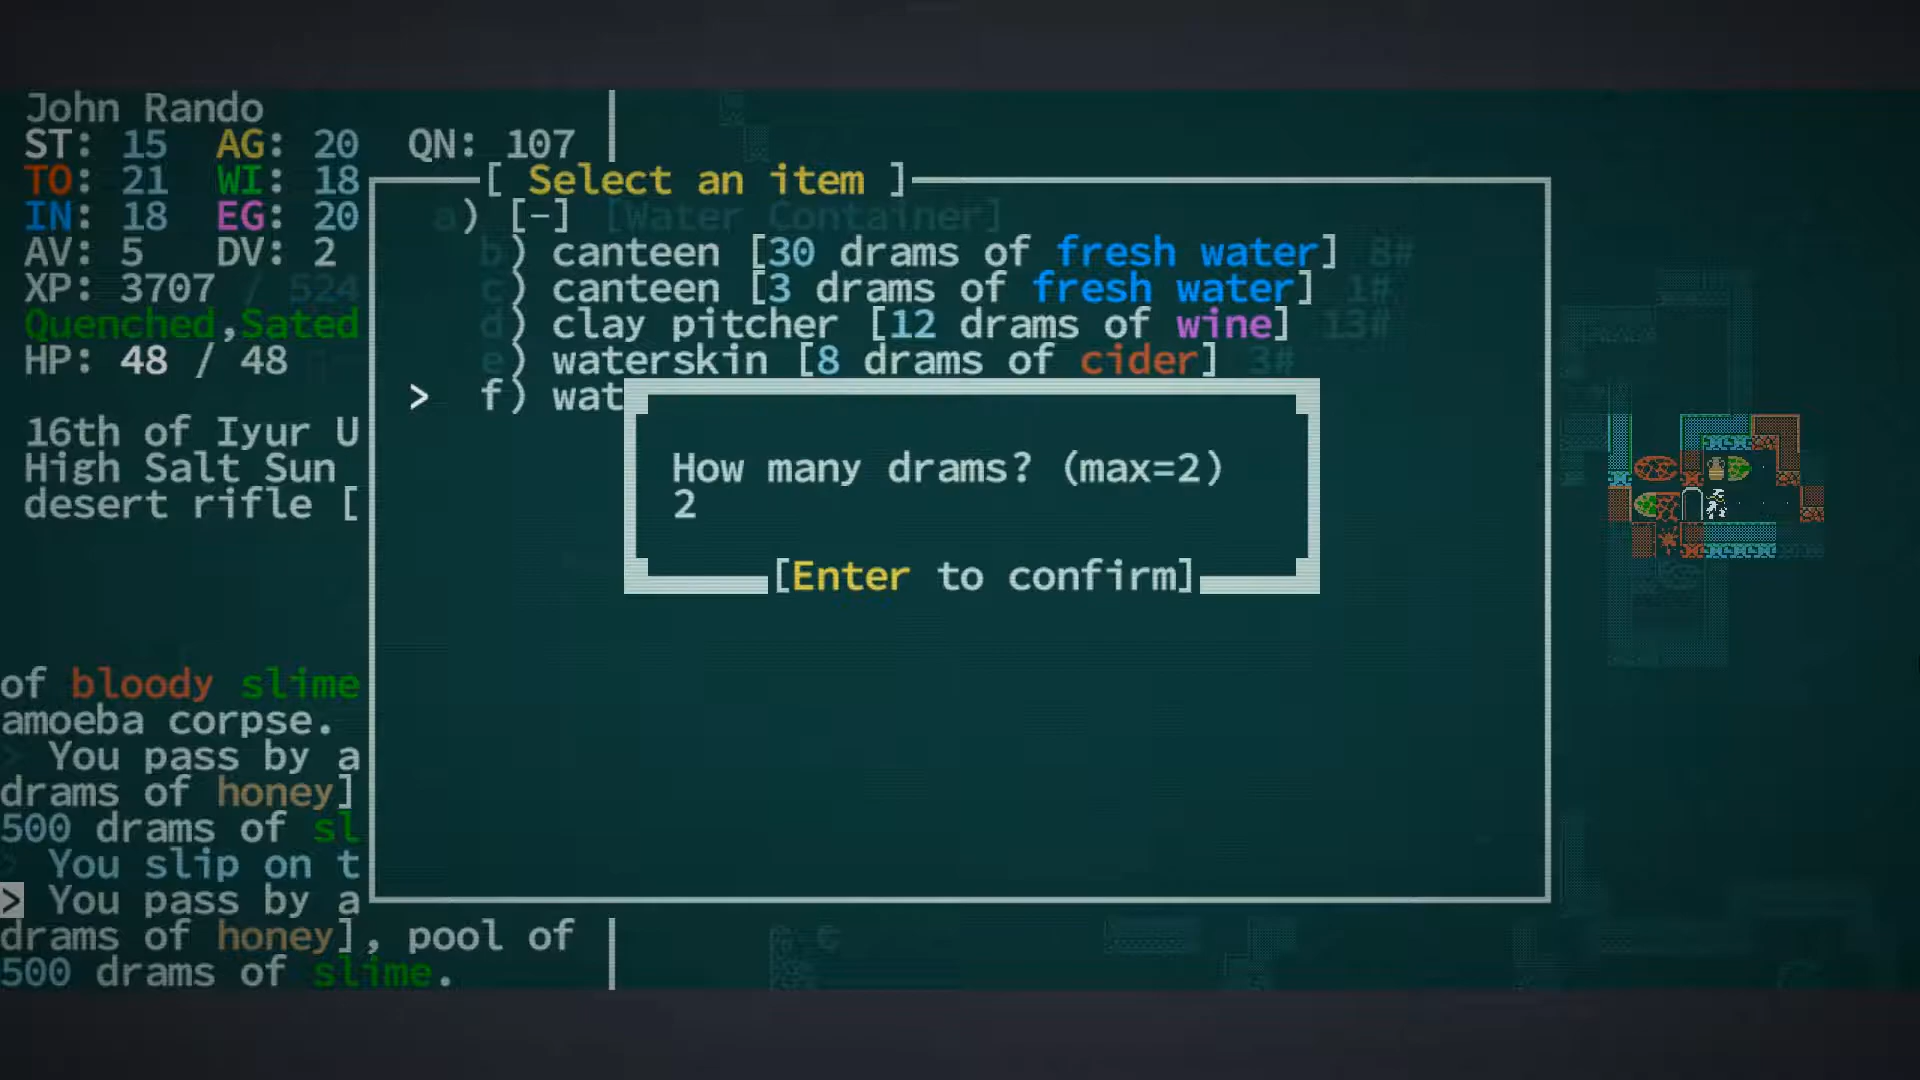 John Rando
ST: 15 AG: 20 QN: 107
TO: 21 WI: 18
IN: 18 EG: 20
AV: 5 DV: 2
XP: 3707 / 524
Quenched,Sated
HP: 48 / 48
16th of Iyur U
High Salt Sun
desert rifle [
[ Select an item ]
a) [-] [Water Container]
b) canteen [30 drams of fresh water] 8#
c) canteen [3 drams of fresh water] 1#
d) clay pitcher [12 drams of wine] 13#
e) waterskin [8 drams of cider] 3#
> f) wat
How many drams? (max=2)
2
[Enter to confirm]
of bloody slime
amoeba corpse.
> You pass by a
drams of honey]
500 drams of sl
> You slip on t
> You pass by a
drams of honey], pool of
500 drams of slime.